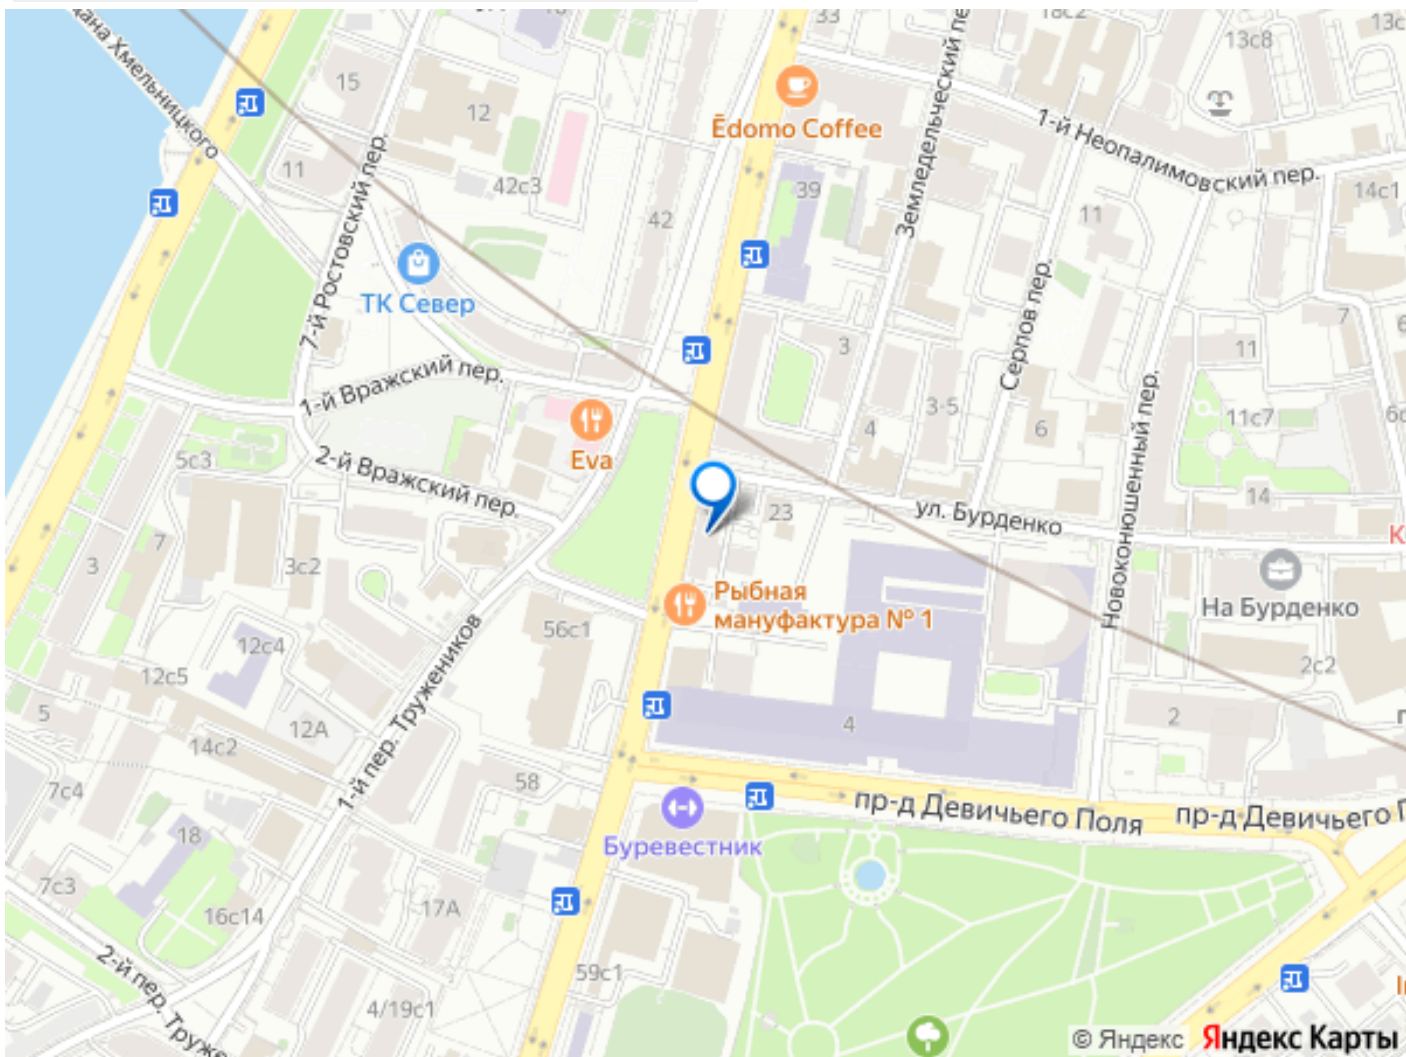 33
18с2
13с8
15
12
Ēdomo Coffee
Хмельницкого
1-й Неопалимовский пер.
Земледельческий пе
11
42с3
39
14с1
7-й Ростовский пер.
42
11
ТК Север
Серпов пер.
7
3
11
1-й Вражский пер.
3-5
11с7
4
6
Новоконюшенный пер.
Eva
5с3
2-й Вражский пер.
14
23
ул. Бурденко
7
3
3с2
Рыбная
мануфактура № 1
На Бурденко
56с1
12с4
2с2
12с5
1-й пер. Тружеников
5
12А
2
14с2
4
58
7с4
пр-д Девичьего Поля
пр-д Девичьего П
18
Буревестник
7с3
17А
16с14
2-й пер. Труже
59с1
4/19с1
© Яндекс Яндекс Карты